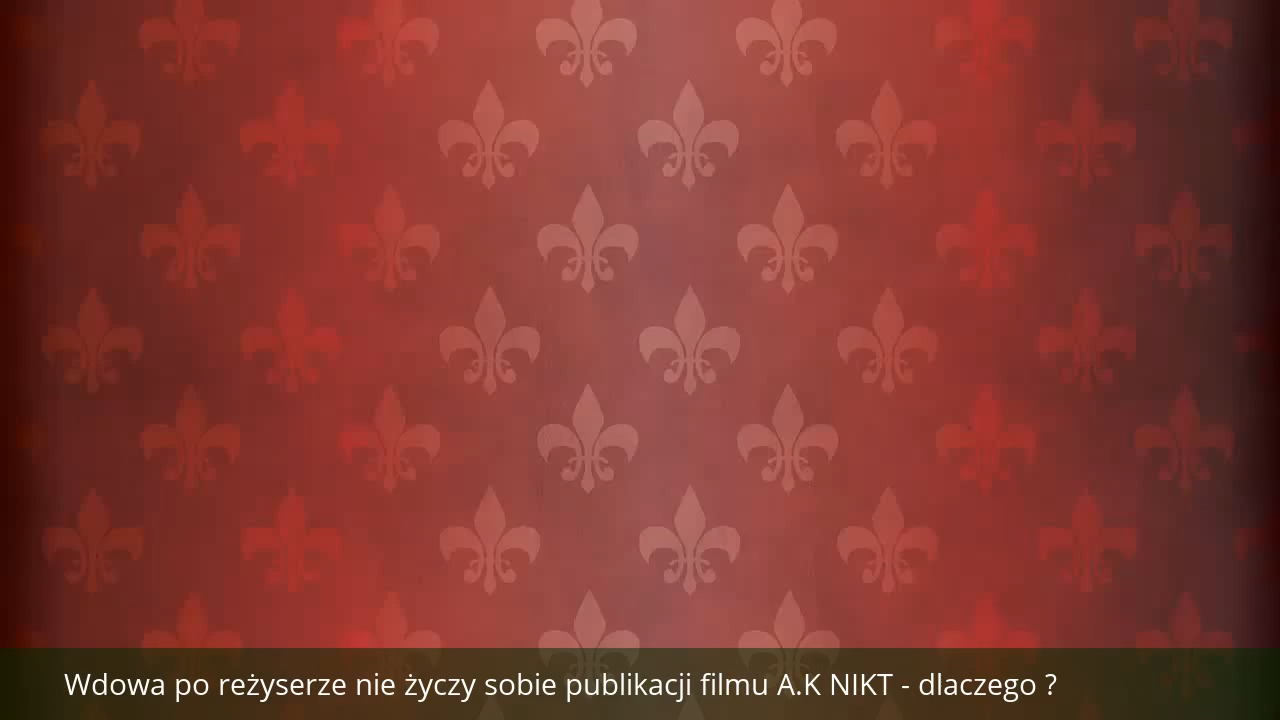 Wdowa po reżyserze nie życzy sobie publikacji filmu A.K NIKT - dlaczego ?